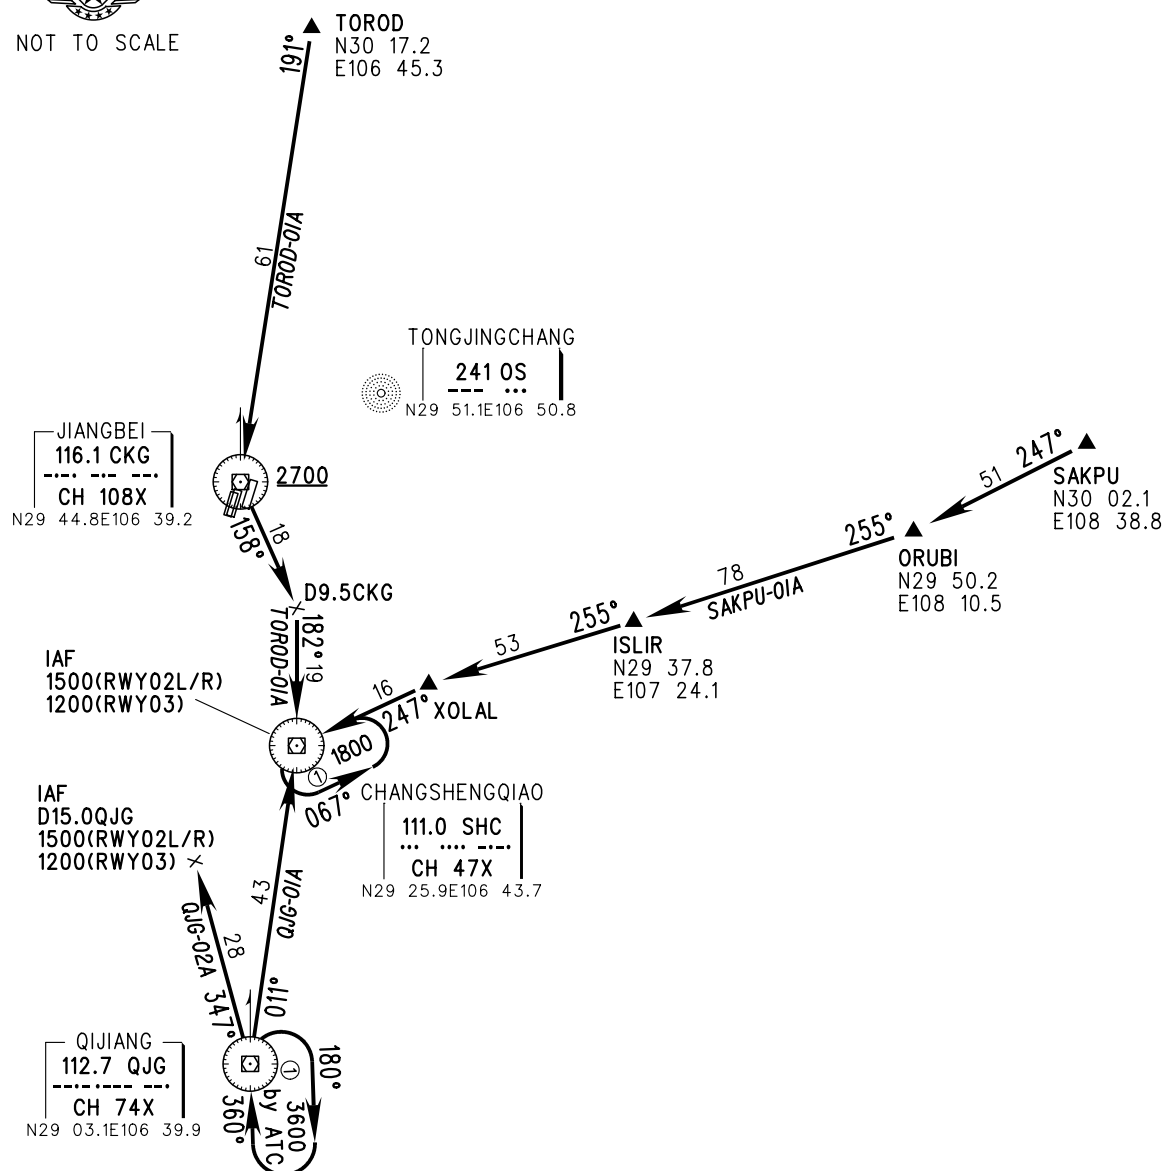 NOT TO SCALE
TOROD
N30 17.2
E106 45.3
191°
61
TOROD-01A
TONGJINGCHANG
241 OS
N29 51.1E106 50.8
JIANGBEI
116.1 CKG
CH 108X
N29 44.8E106 39.2
2700
158°
18
D9.5CKG
182°
19
TOROD-01A
247°
51
SAKPU
N30 02.1
E108 38.8
255°
ORUBI
N29 50.2
E108 10.5
78
SAKPU-01A
255°
ISLIR
N29 37.8
E107 24.1
53
16
247°
XOLAL
IAF
1500(RWY02L/R)
1200(RWY03)
1800
1
067°
CHANGSHENGQIAO
111.0 SHC
CH 47X
N29 25.9E106 43.7
IAF
D15.0QJG
1500(RWY02L/R)
1200(RWY03)
43
QJG-01A
011°
28
QJG-02A
347°
QIJIANG
112.7 QJG
CH 74X
N29 03.1E106 39.9
1
180°
360°
3600
by ATC